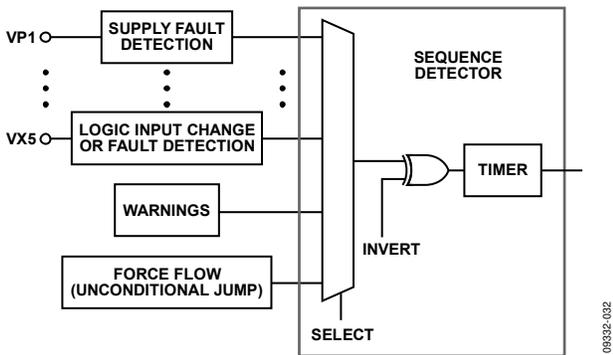 VP1
SUPPLY FAULT
DETECTION
SEQUENCE
DETECTOR
VX5
LOGIC INPUT CHANGE
OR FAULT DETECTION
TIMER
WARNINGS
INVERT
FORCE FLOW
(UNCONDITIONAL JUMP)
SELECT
09332-032